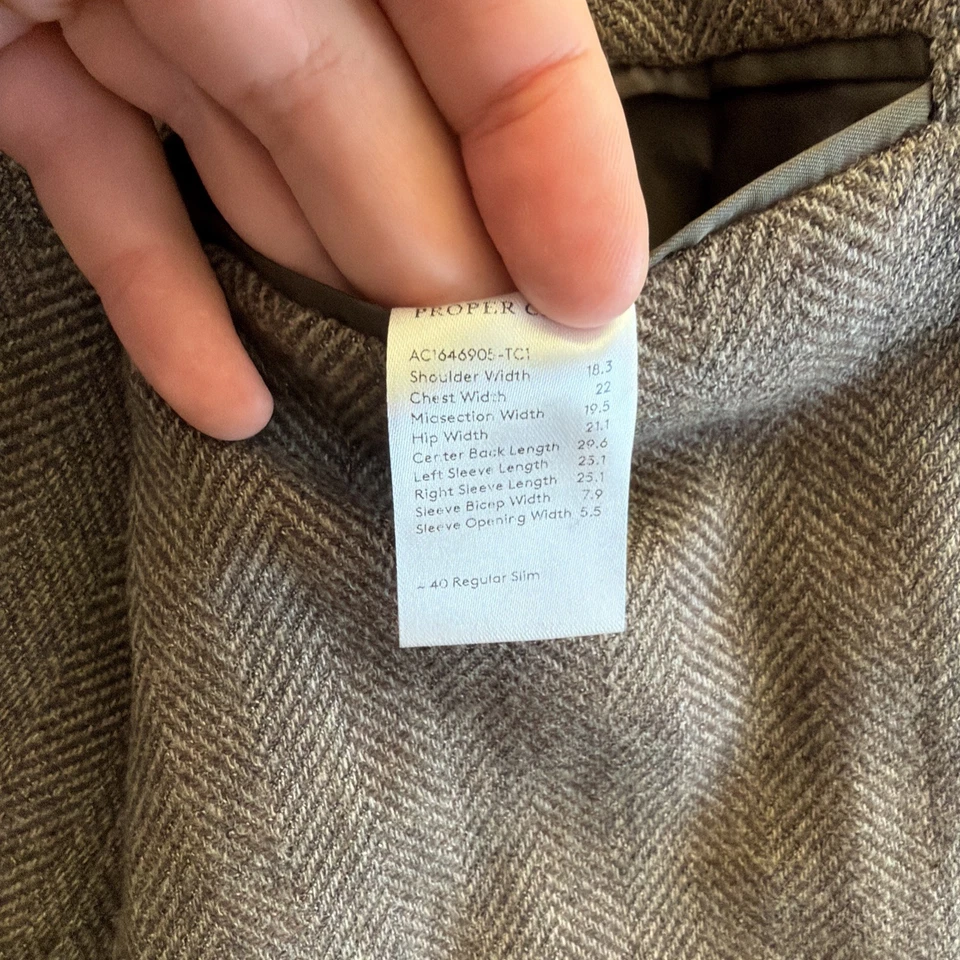 PROPER C
AC1646905-TC1
Shoulder Width 18.3
Chest Width 22
Midsection Width 19.5
Hip Width 21.1
Center Back Length 29.6
Left Sleeve Length 25.1
Right Sleeve Length 25.1
Sleeve Bicep Width 7.9
Sleeve Opening Width 5.5
~ 40 Regular Slim